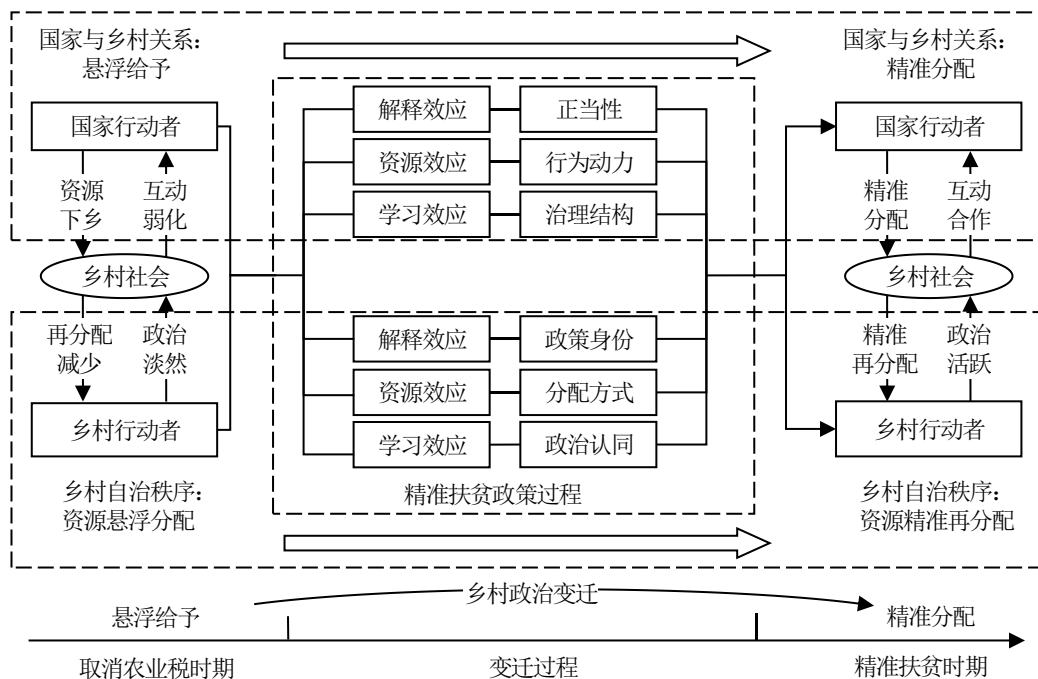 国家与乡村关系：
悬浮给予
国家与乡村关系：
精准分配
国家行动者
解释效应
正当性
国家行动者
资源效应
行为动力
资源
下乡
互动
弱化
学习效应
治理结构
精准
分配
互动
合作
乡村社会
乡村社会
再分配
减少
政治
淡然
解释效应
政策身份
精准
再分配
政治
活跃
资源效应
分配方式
乡村行动者
学习效应
政治认同
乡村行动者
精准扶贫政策过程
乡村自治秩序：
资源悬浮分配
乡村自治秩序：
资源精准再分配
乡村政治变迁
悬浮给予
精准分配
取消农业税时期
变迁过程
精准扶贫时期